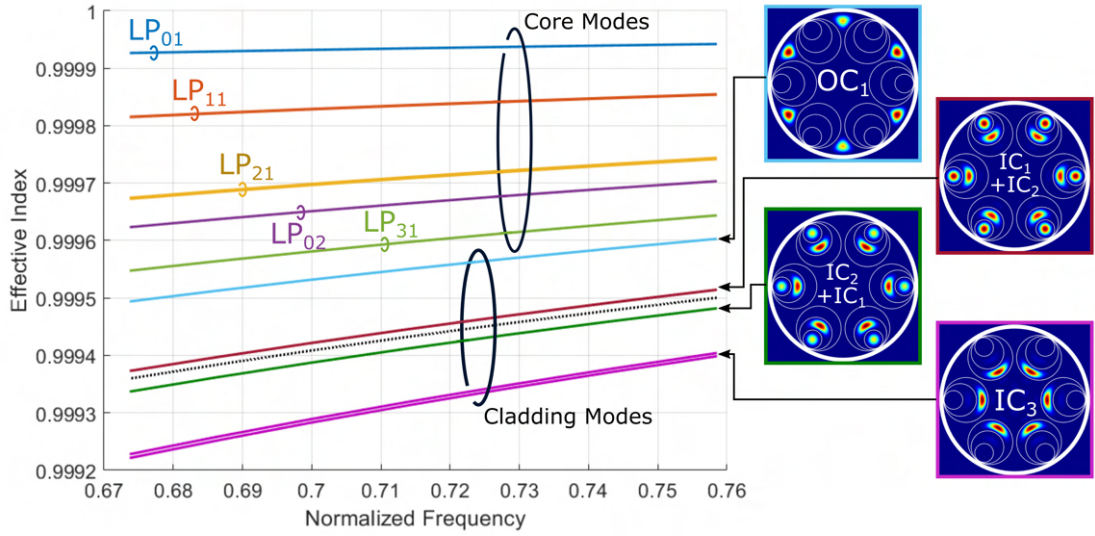 1
0.9999
0.9998
0.9997
0.9996
0.9995
0.9994
0.9993
0.9992
Effective Index
0.67
0.68
0.69
0.7
0.71
0.72
0.73
0.74
0.75
0.76
Normalized Frequency
LP₀₁
LP₁₁
LP₂₁
LP₀₂
LP₃₁
Core Modes
Cladding Modes
OC₁
IC₁
+IC₂
IC₂
+IC₁
IC₃